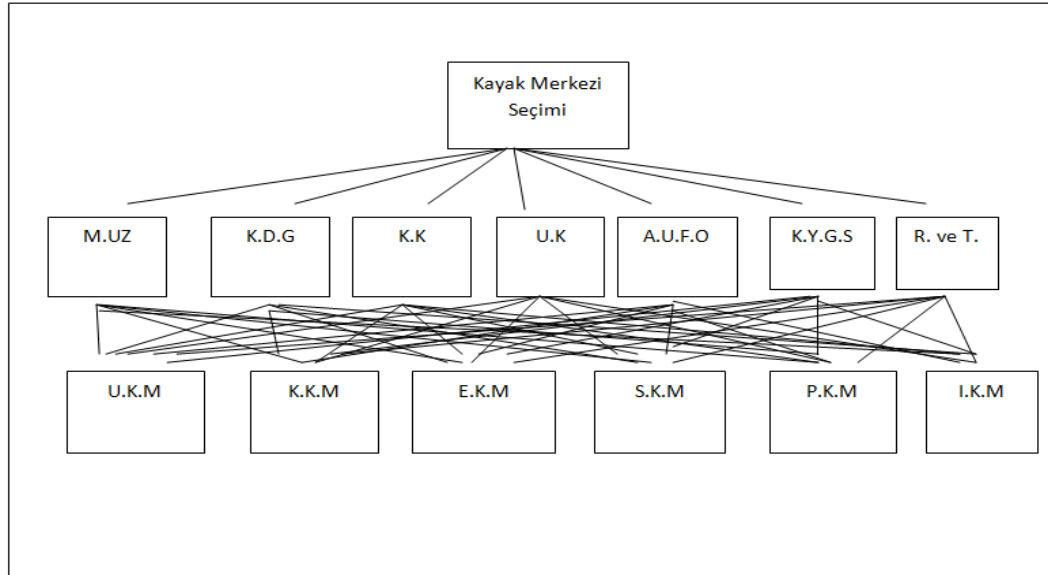 Kayak Merkezi
Seçimi
M.UZ
K.D.G
K.K
U.K
A.U.F.O
K.Y.G.S
R. ve T.
U.K.M
K.K.M
E.K.M
S.K.M
P.K.M
I.K.M